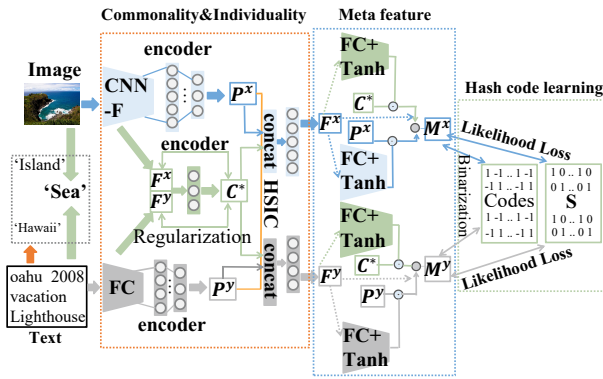 Commonality&Individuality
Meta feature
encoder
FC+
Tanh
Image
CNN
-F
P^x
C*
Hash code learning
concat
F^x
P^x
M^x
Likelihood Loss
encoder
HSIC
FC+
Tanh
Binarization
'Island'
'Sea'
'Hawaii'
F^x
F^y
C*
Regularization
Codes
1 -1 .. 1 -1
-1 1 .. -1 1
1 -1 .. 1 -1
-1 1 .. -1 1
S
1 0 .. 1 0
0 1 .. 0 1
1 0 .. 1 0
0 1 .. 0 1
FC+
Tanh
C*
concat
F^y
M^y
Likelihood Loss
oahu 2008
vacation
Lighthouse
Text
FC
encoder
P^y
P^y
FC+
Tanh